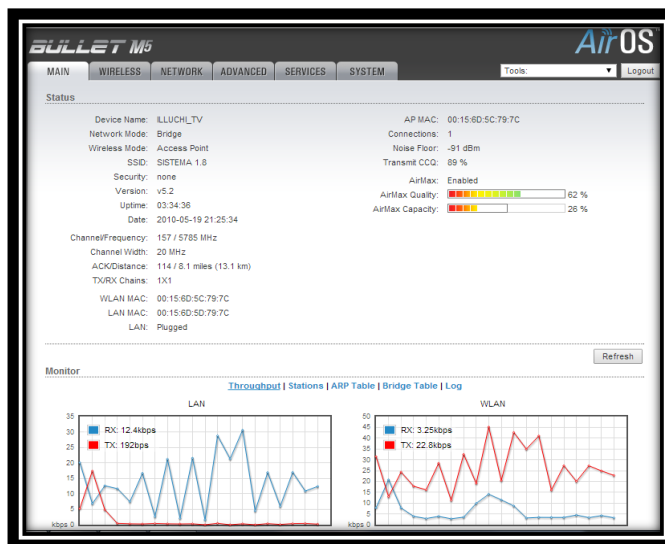 BULLET M5
AirOS
MAIN WIRELESS NETWORK ADVANCED SERVICES SYSTEM Tools: Logout
Status
Device Name: ILLUCHI_TV
Network Mode: Bridge
Wireless Mode: Access Point
SSID: SISTEMA 1.8
Security: none
Version: v5.2
Uptime: 03:34:36
Date: 2010-05-19 21:25:34
Channel/Frequency: 157 / 5785 MHz
Channel Width: 20 MHz
ACK/Distance: 114 / 8.1 miles (13.1 km)
TX/RX Chains: 1X1
WLAN MAC: 00:15:6D:5C:79:7C
LAN MAC: 00:15:6D:5D:79:7C
LAN: Plugged
AP MAC: 00:15:6D:5C:79:7C
Connections: 1
Noise Floor: -91 dBm
Transmit CCQ: 89 %
AirMax: Enabled
AirMax Quality: 62 %
AirMax Capacity: 26 %
Refresh
Monitor
Throughput | Stations | ARP Table | Bridge Table | Log
LAN
35
30
25
20
15
10
5
kbps 0
RX: 12.4kbps
TX: 192bps
WLAN
50
45
40
35
30
25
20
15
10
5
kbps 0
RX: 3.25kbps
TX: 22.8kbps